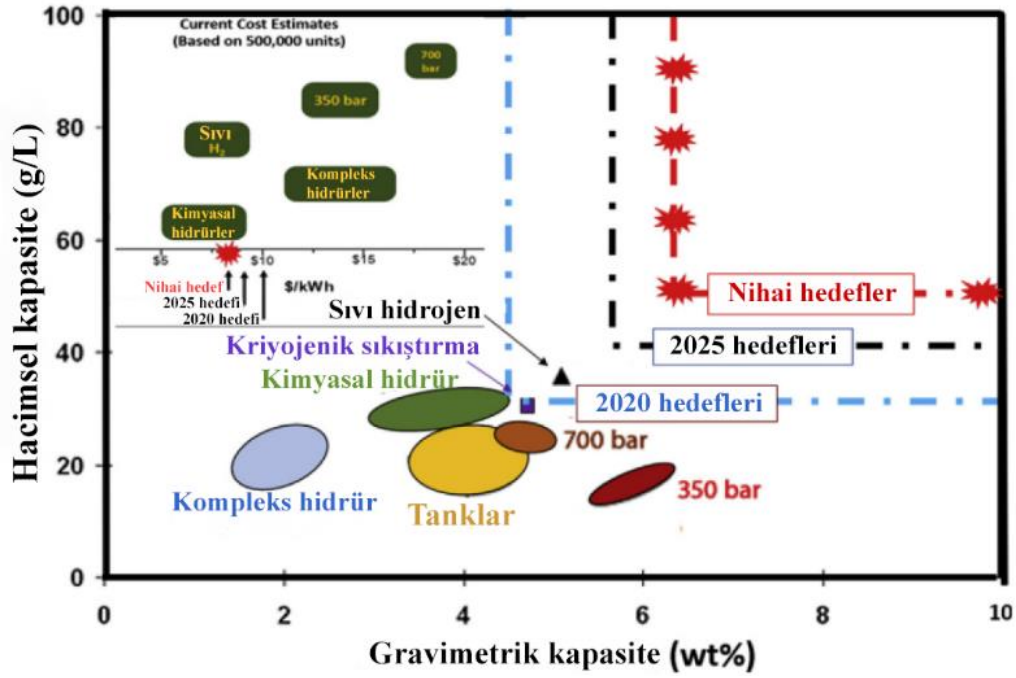 Hacimsel kapasite (g/L)
100
80
60
40
20
0
Current Cost Estimates
(Based on 500,000 units)
700
bar
350 bar
Sıvı
H₂
Kompleks
hidrürler
Kimyasal
hidrürler
$5
$10
$15
$20
Nihai hedef
$/kWh
2025 hedefi
2020 hedefi
Sıvı hidrojen
Kriyojenik sıkıştırma
Kimyasal hidrür
Nihai hedefler
2025 hedefleri
2020 hedefleri
700 bar
350 bar
Kompleks hidrür
Tanklar
0
2
4
6
8
10
Gravimetrik kapasite (wt%)